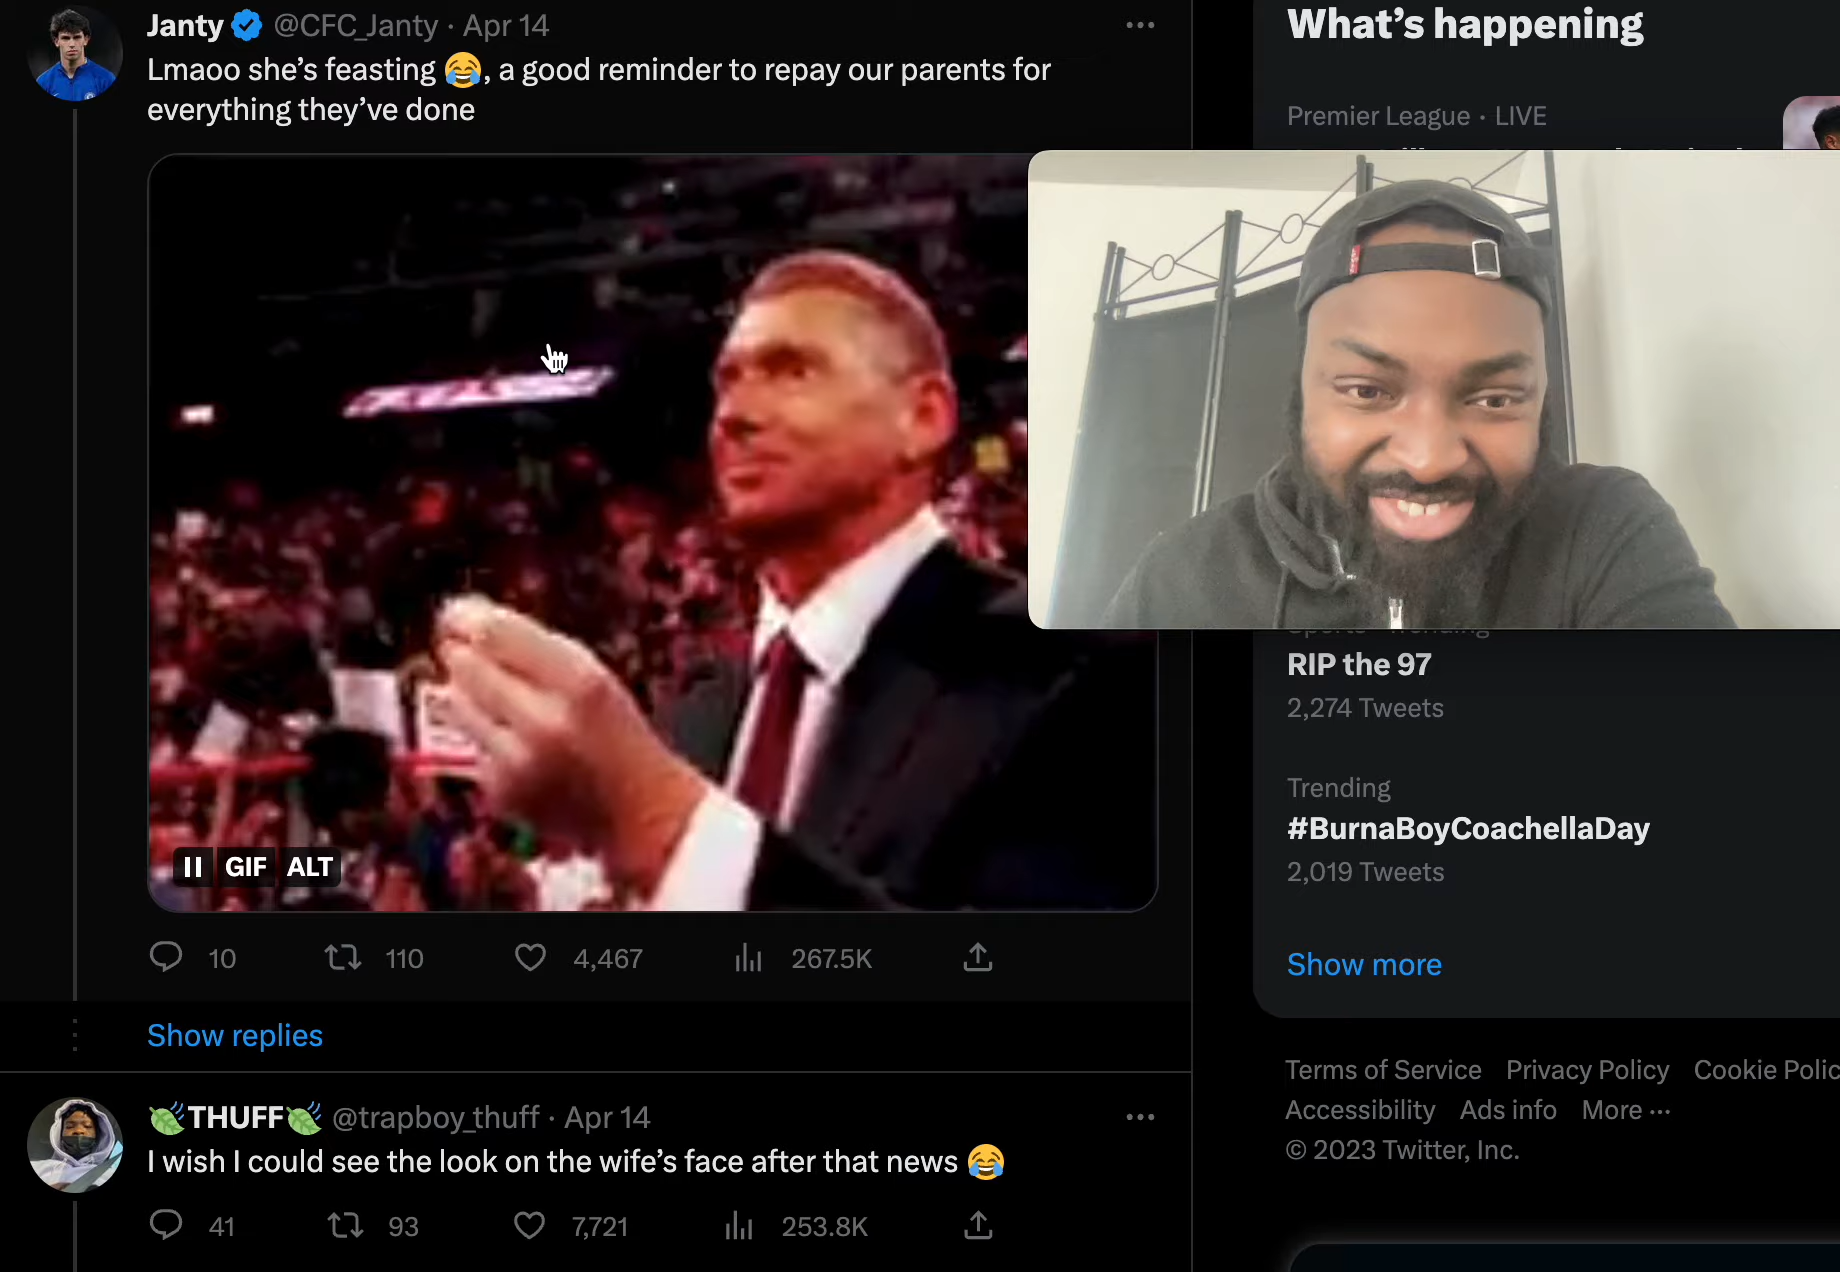 Janty @CFC_Janty · Apr 14
Lmaoo she's feasting 😂, a good reminder to repay our parents for
everything they've done
GIF ALT
10 110 4,467 267.5K
Show replies
🍃THUFF🍃 @trapboy_thuff · Apr 14
I wish I could see the look on the wife's face after that news 😂
41 93 7,721 253.8K
What's happening
Premier League · LIVE
RIP the 97
2,274 Tweets
Trending
#BurnaBoyCoachellaDay
2,019 Tweets
Show more
Terms of Service Privacy Policy Cookie Polic
Accessibility Ads info More ···
© 2023 Twitter, Inc.